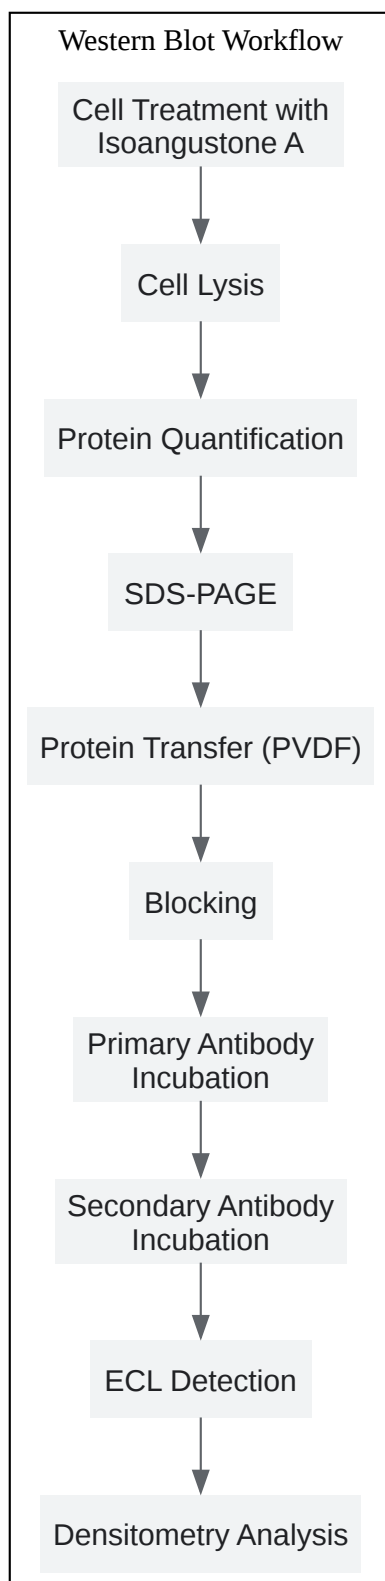 Western Blot Workflow
Cell Treatment with
Isoangustone A
Cell Lysis
Protein Quantification
SDS-PAGE
Protein Transfer (PVDF)
Blocking
Primary Antibody
Incubation
Secondary Antibody
Incubation
ECL Detection
Densitometry Analysis